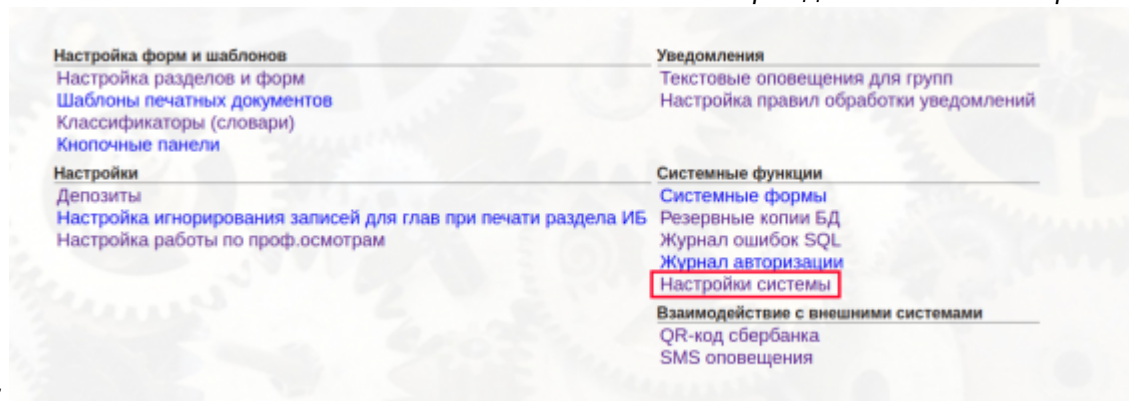 Настройка форм и шаблонов
Настройка разделов и форм
Шаблоны печатных документов
Классификаторы (словари)
Кнопочные панели
Настройки
Депозиты
Настройка игнорирования записей для глав при печати раздела ИБ
Настройка работы по проф.осмотрам
Уведомления
Текстовые оповещения для групп
Настройка правил обработки уведомлений
Системные функции
Системные формы
Резервные копии БД
Журнал ошибок SQL
Журнал авторизации
Настройки системы
Взаимодействие с внешними системами
QR-код сбербанка
SMS оповещения